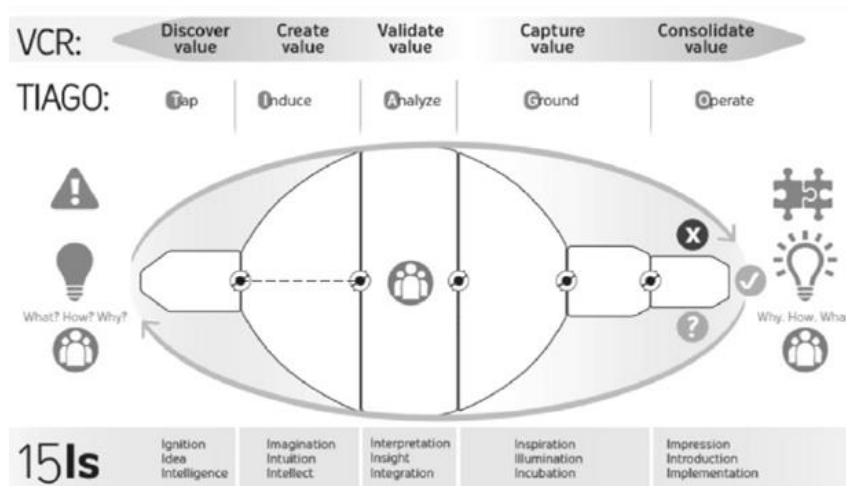 VCR:
Discover value
Create value
Validate value
Capture value
Consolidate value
TIAGO:
Tap
Induce
Analyze
Ground
Operate
X
What? How? Why?
?
Why. How. Wha
15Is
Ignition
Idea
Intelligence
Imagination
Intuition
Intellect
Interpretation
Insight
Integration
Inspiration
Illumination
Incubation
Impression
Introduction
Implementation